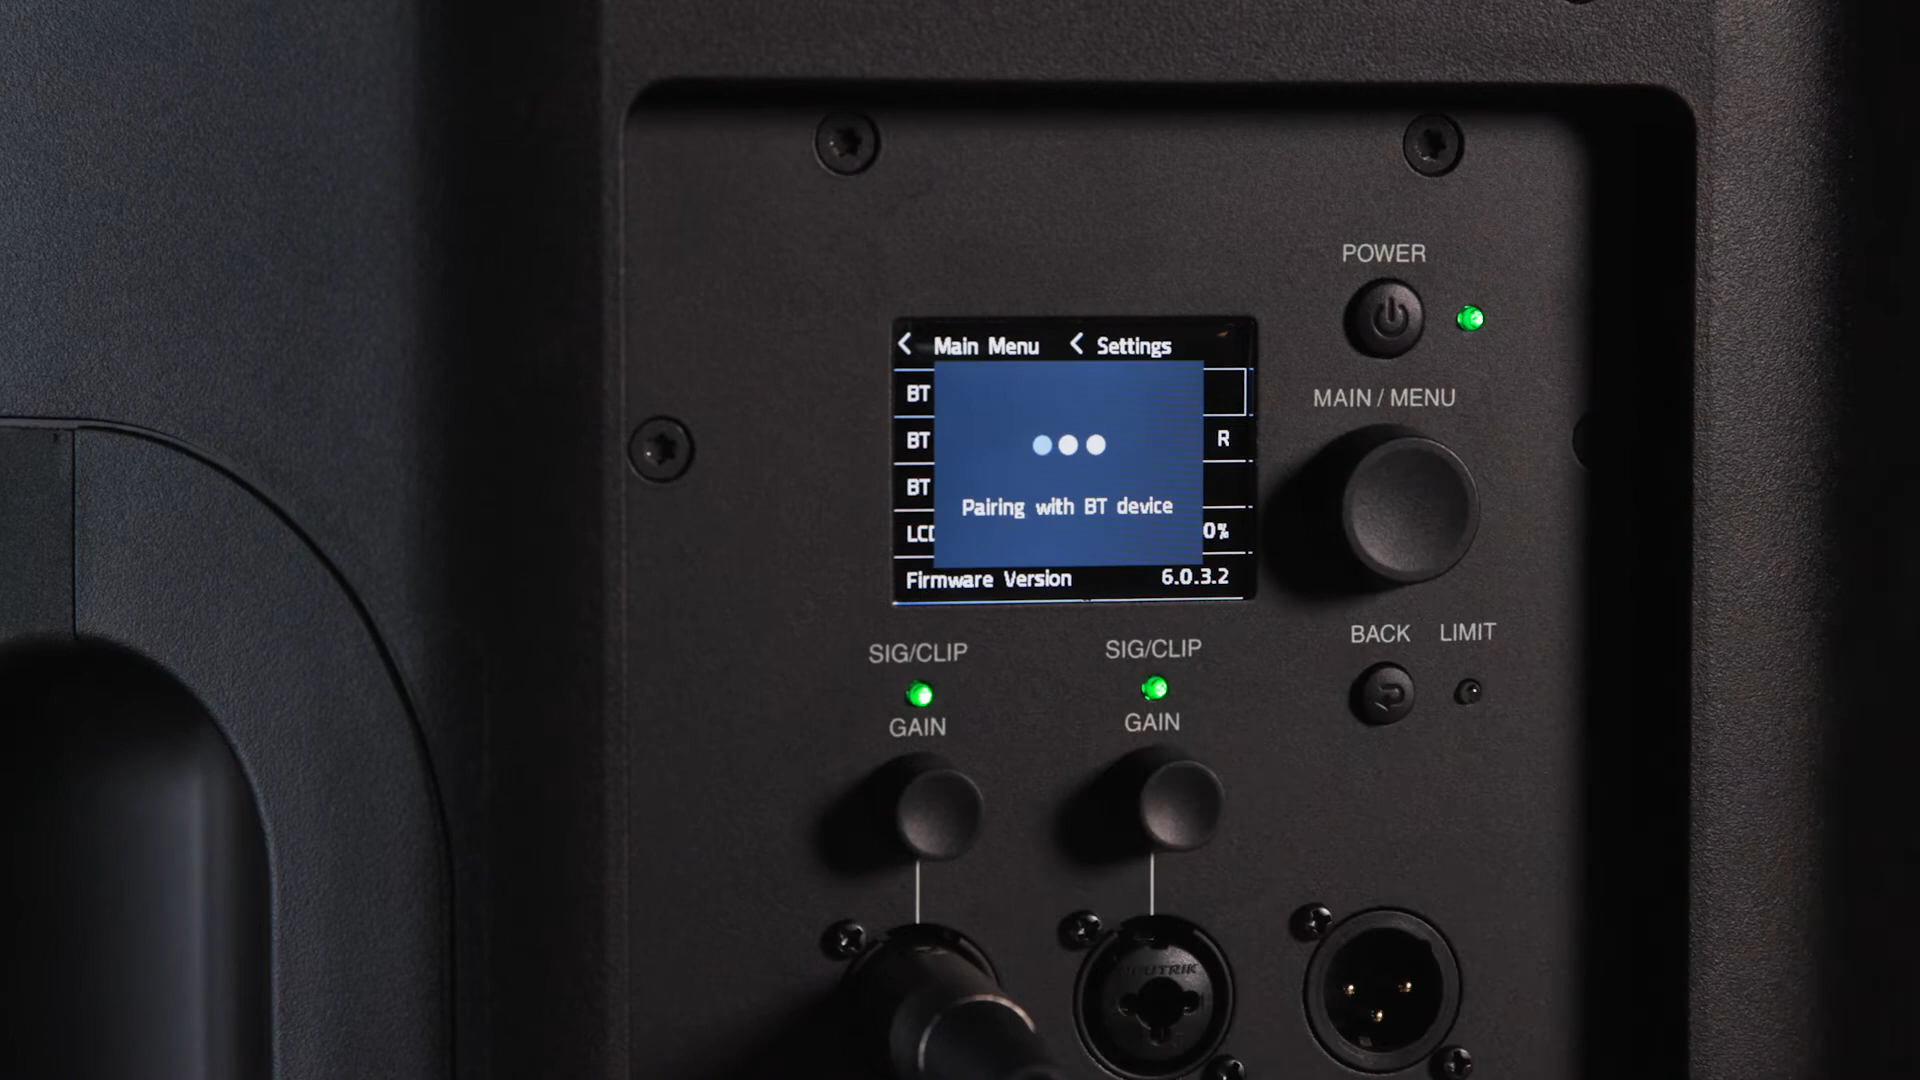 POWER
< Main Menu < Settings
BT
MAIN / MENU
BT R
BT
Pairing with BT device
LCD 0%
Firmware Version 6.0.3.2
BACK LIMIT
SIG/CLIP SIG/CLIP
GAIN GAIN
NEUTRIK